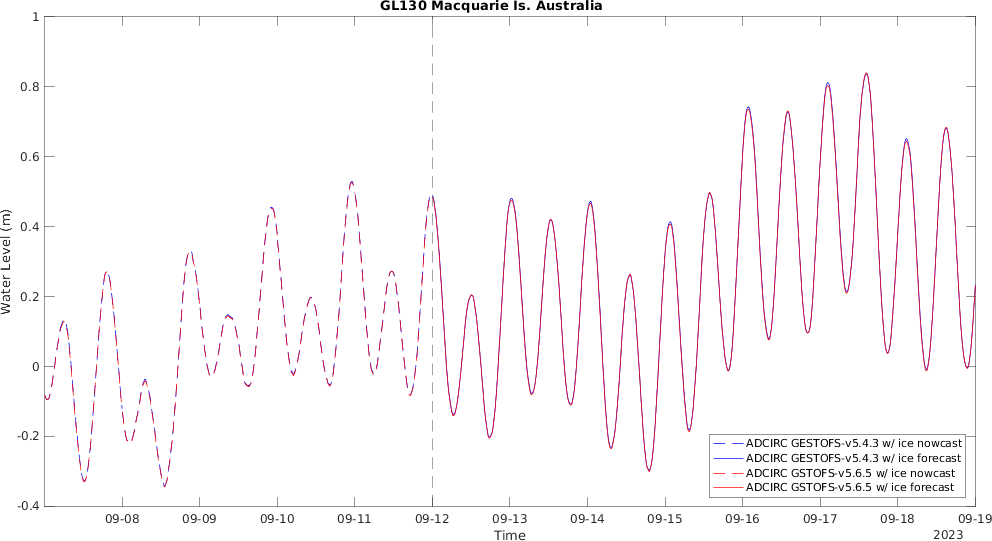 GL130 Macquarie Is. Australia
1
0.8
0.6
0.4
0.2
0
-0.2
-0.4
Water Level (m)
ADCIRC GESTOFS-v5.4.3 w/ ice nowcast
ADCIRC GESTOFS-v5.4.3 w/ ice forecast
ADCIRC GSTOFS-v5.6.5 w/ ice nowcast
ADCIRC GSTOFS-v5.6.5 w/ ice forecast
09-08 09-09 09-10 09-11 09-12 09-13 09-14 09-15 09-16 09-17 09-18 09-19
Time
2023